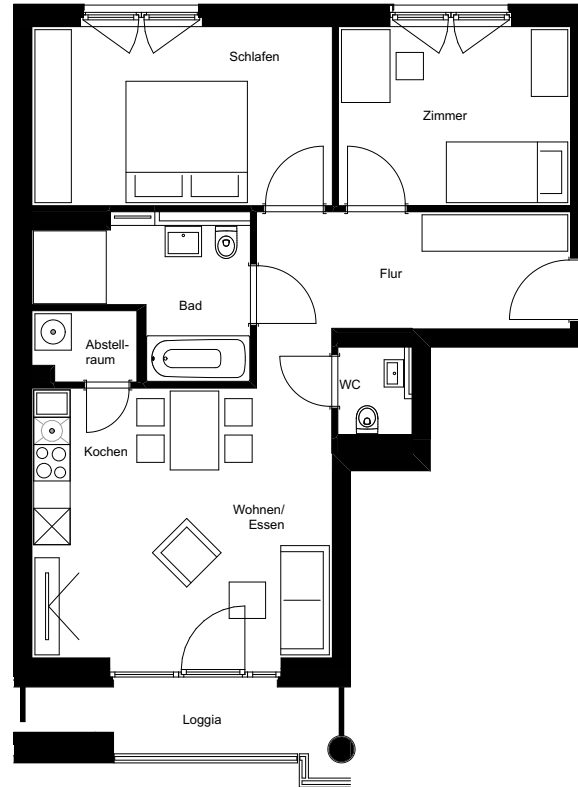 Schlafen
Zimmer
Flur
Bad
Abstell-
raum
WC
Kochen
Wohnen/
Essen
Loggia